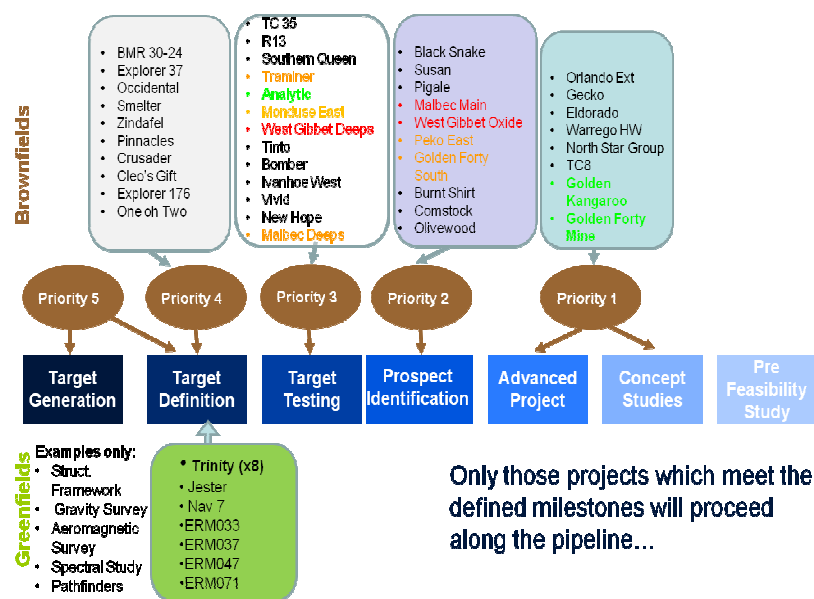 Brownfields
BMR 30-24
Explorer 37
Occidental
Smelter
Zindafel
Pinnacles
Crusader
Cleo's Gift
Explorer 176
One oh Two
TC 35
R13
Southern Queen
Traminer
Analytic
Monduse East
West Gibbet Deeps
Tinto
Bomber
Ivanhoe West
Vivid
New Hope
Malbec Deeps
Black Snake
Susan
Pigale
Malbec Main
West Gibbet Oxide
Peko East
Golden Forty
South
Burnt Shirt
Comstock
Olivewood
Orlando Ext
Gecko
Eldorado
Warrego HW
North Star Group
TC8
Golden
Kangaroo
Golden Forty
Mine
Priority 5
Priority 4
Priority 3
Priority 2
Priority 1
Target
Generation
Target
Definition
Target
Testing
Prospect
Identification
Advanced
Project
Concept
Studies
Pre
Feasibility
Study
Greenfields
Examples only:
• Struct.
Framework
• Gravity Survey
• Aeromagnetic
Survey
• Spectral Study
• Pathfinders
• Trinity (x8)
• Jester
• Nav 7
•ERM033
•ERM037
•ERM047
•ERM071
Only those projects which meet the
defined milestones will proceed
along the pipeline…